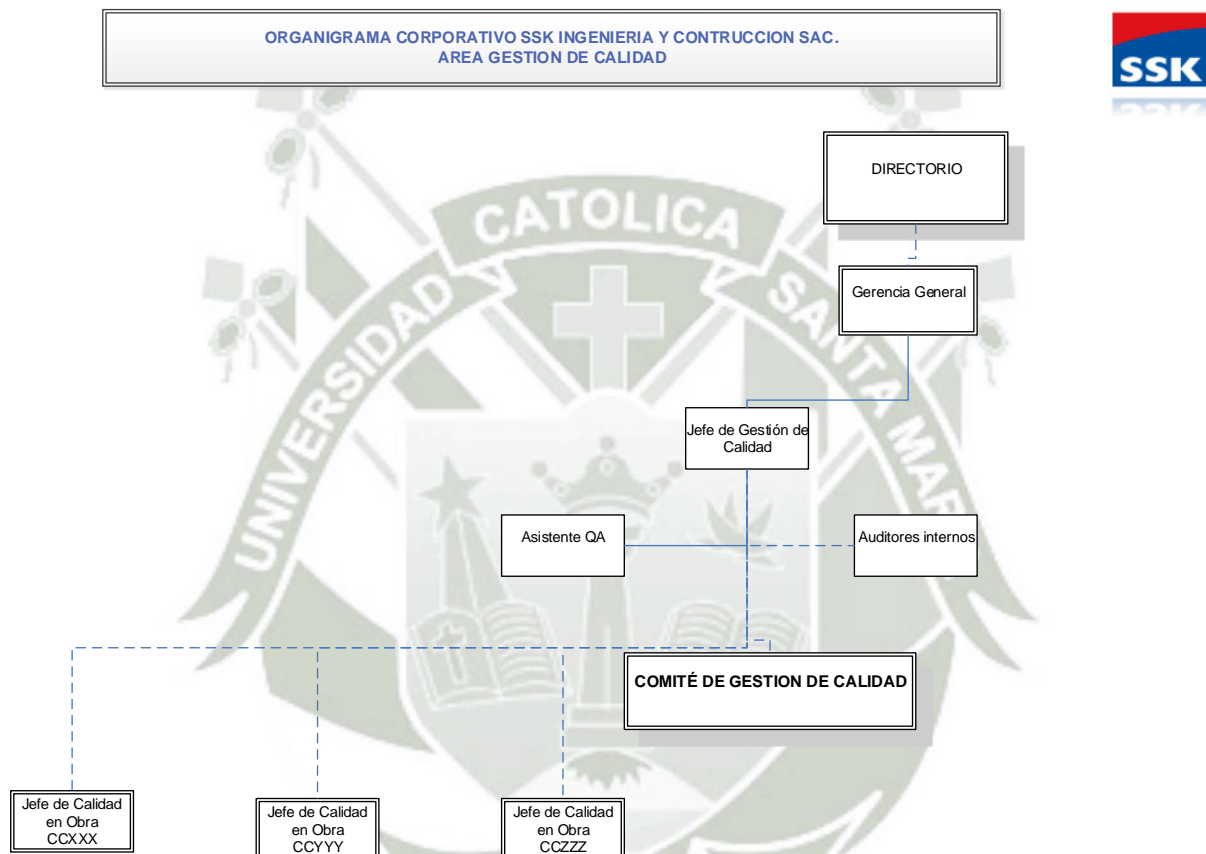 ORGANIGRAMA CORPORATIVO SSK INGENIERIA Y CONTRUCCION SAC.
AREA GESTION DE CALIDAD
SSK
DIRECTORIO
CATOLICA
UNIVERSIDAD
SANTA MARIA
Gerencia General
Jefe de Gestión de
Calidad
Asistente QA
Auditores internos
COMITÉ DE GESTION DE CALIDAD
Jefe de Calidad
en Obra
CCXXX
Jefe de Calidad
en Obra
CCYYY
Jefe de Calidad
en Obra
CCZZZ